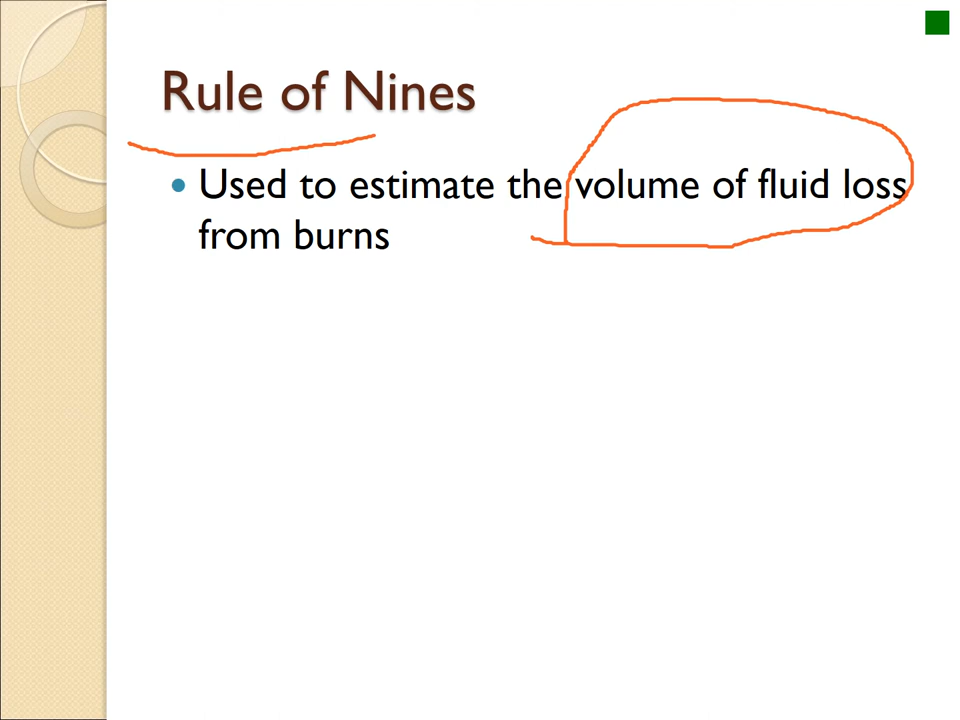 Rule of Nines
Used to estimate the volume of fluid loss
from burns